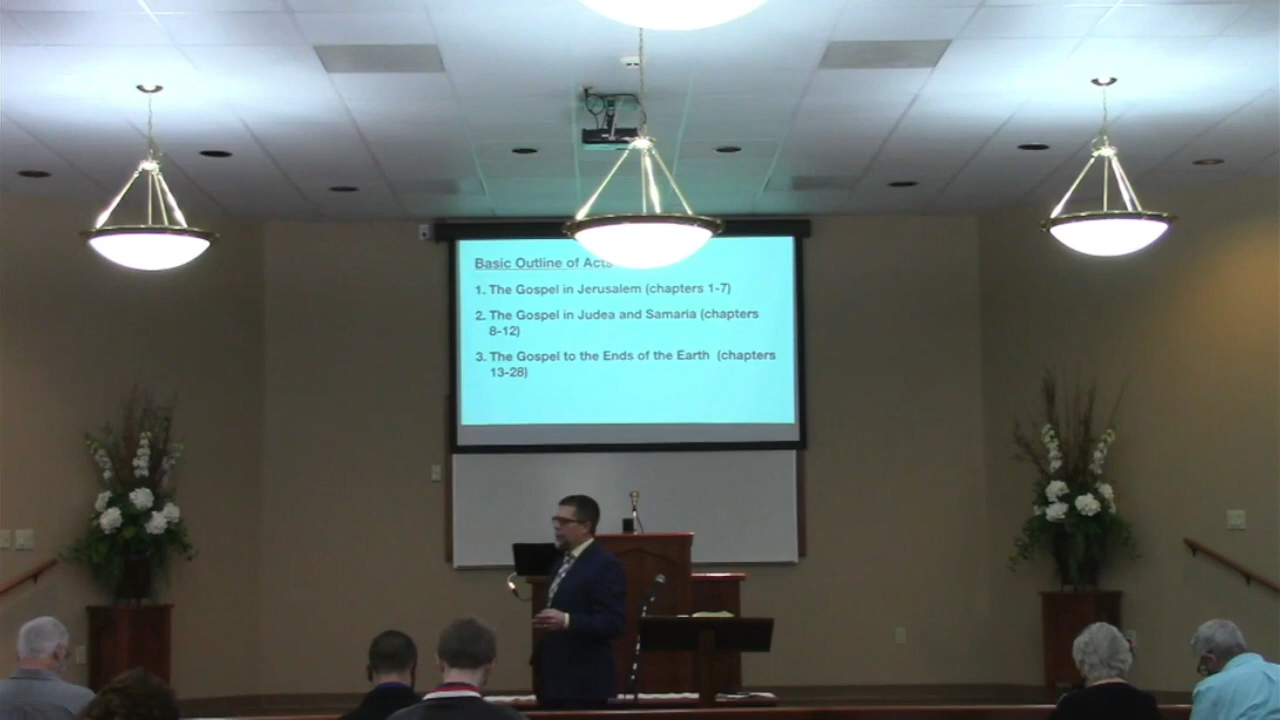 Basic Outline of Acts
1. The Gospel in Jerusalem (chapters 1-7)
2. The Gospel in Judea and Samaria (chapters
8-12)
3. The Gospel to the Ends of the Earth (chapters
13-28)